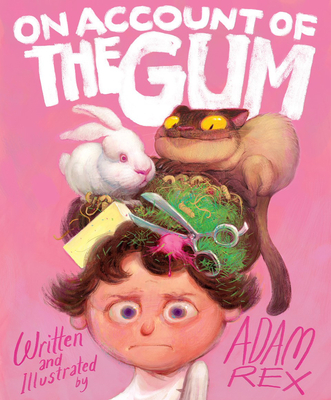 ON ACCOUNT OF
THE GUM
Written
and
Illustrated
by
ADAM
REX